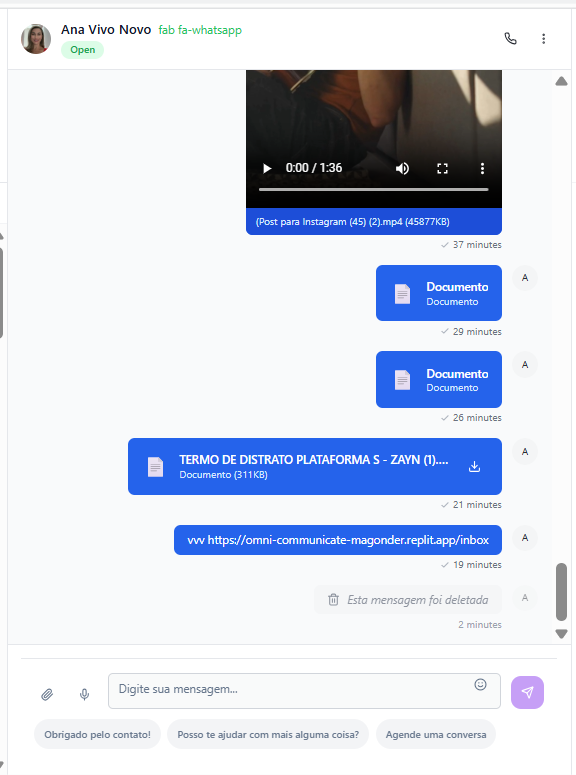 Ana Vivo Novo fab fa-whatsapp
Open
0:00 / 1:36
(Post para Instagram (45) (2).mp4 (45877KB)
37 minutes
Documento
A
Documento
29 minutes
Documento
A
Documento
26 minutes
TERMO DE DISTRATO PLATAFORMA S - ZAYN (1)....
A
Documento (311KB)
21 minutes
vvv https://omni-communicate-magonder.replit.app/inbox
A
19 minutes
Esta mensagem foi deletada
A
2 minutes
Digite sua mensagem...
Obrigado pelo contato! Posso te ajudar com mais alguma coisa? Agende uma conversa